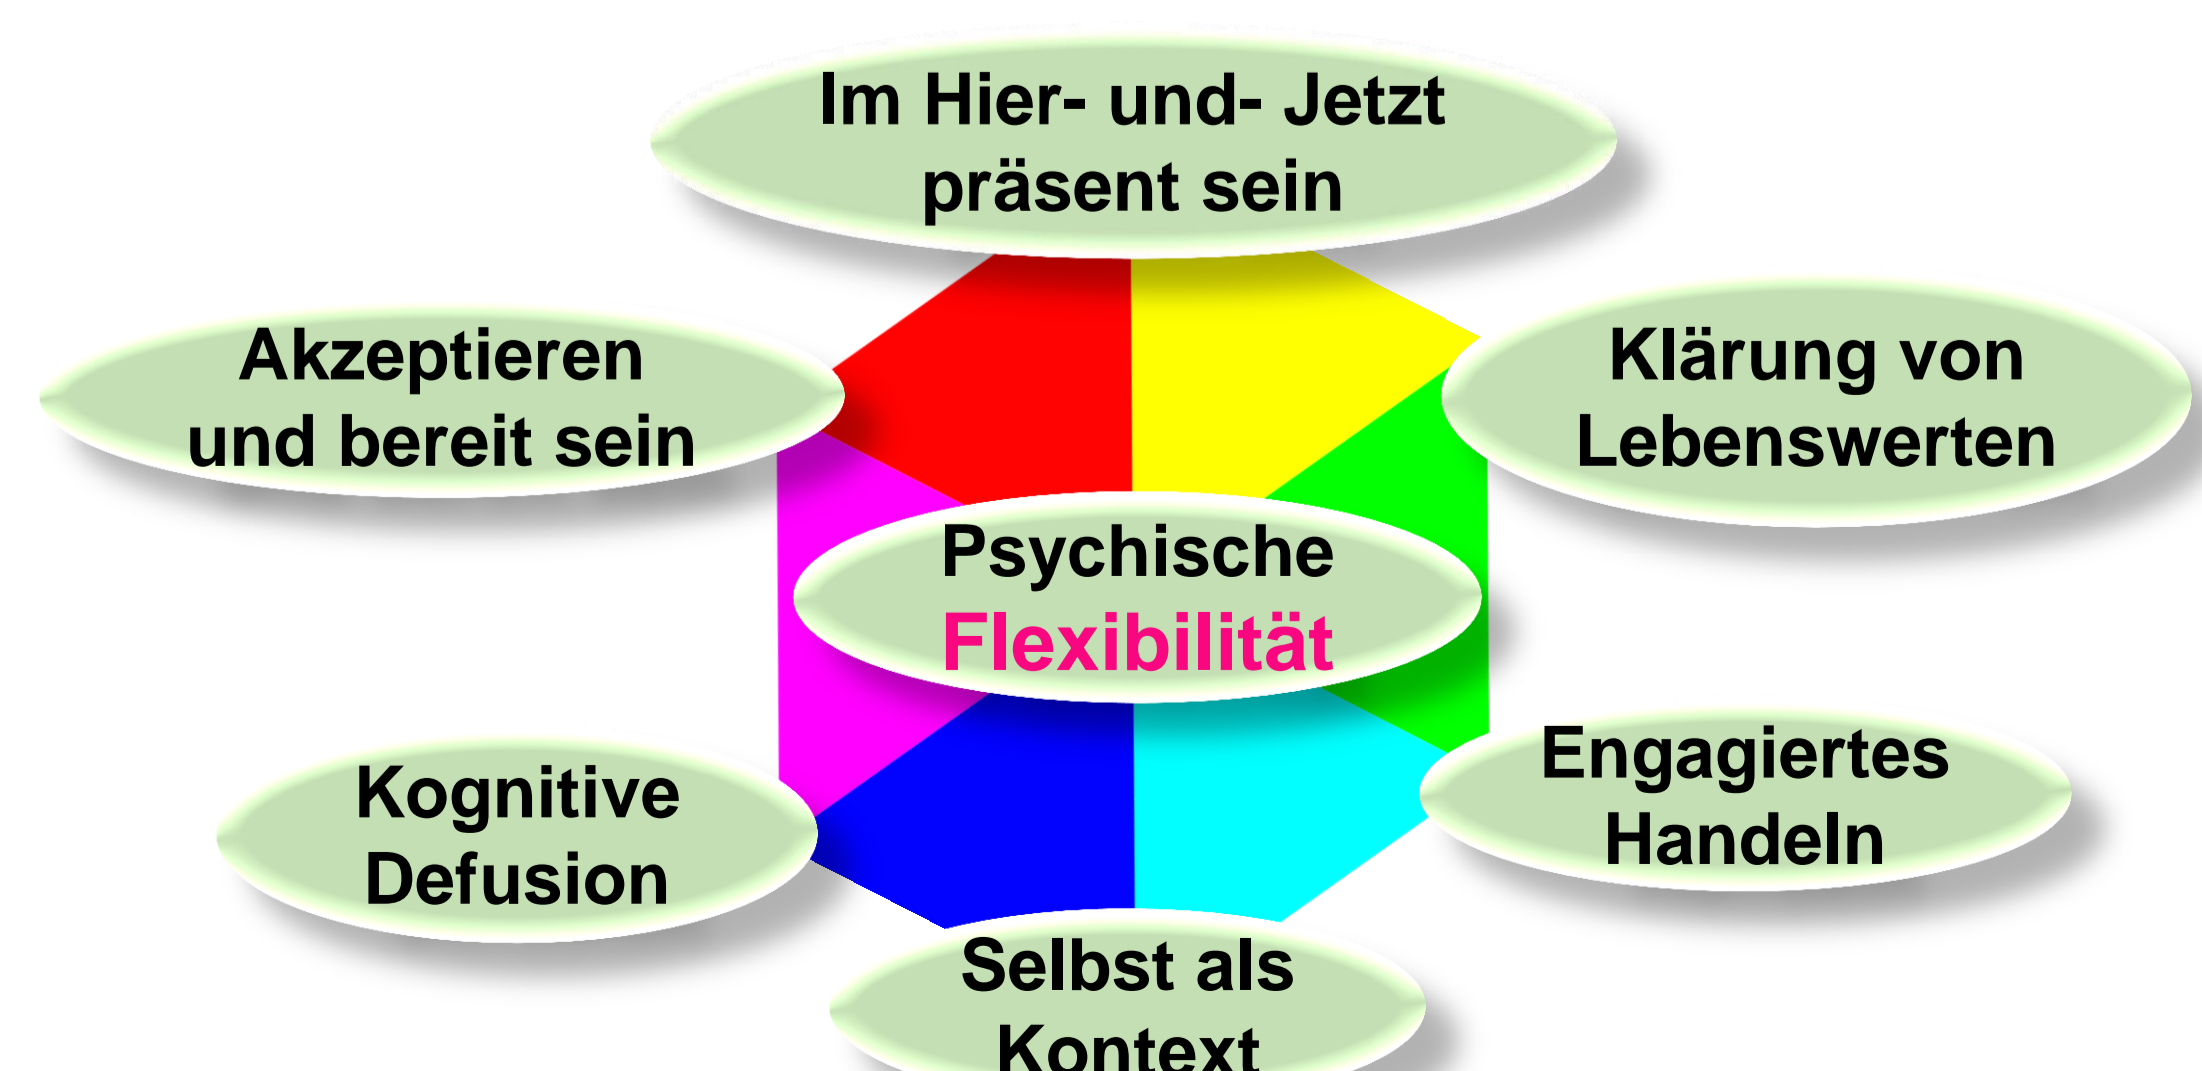 Im Hier- und- Jetzt
präsent sein
Akzeptieren
und bereit sein
Klärung von
Lebenswerten
Psychische
Flexibilität
Kognitive
Defusion
Engagiertes
Handeln
Selbst als
Kontext